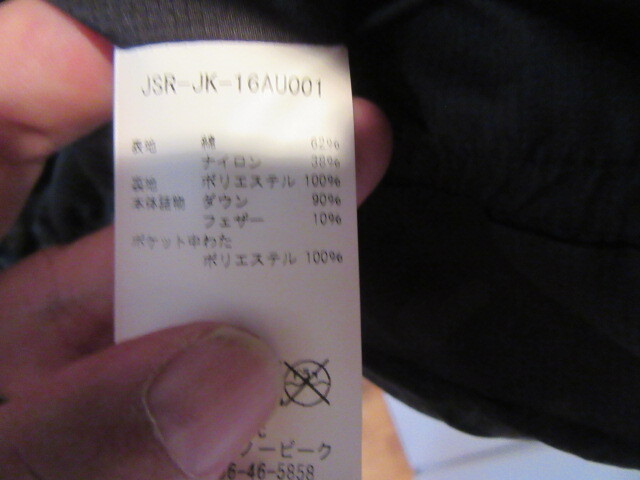 JSR-JK-16AU001
表地 綿 62%
ナイロン 38%
裏地 ポリエステル 100%
本体詰物 ダウン 90%
フェザー 10%
ポケット中わた
ポリエステル 100%
ノーピーク
6-46-5858